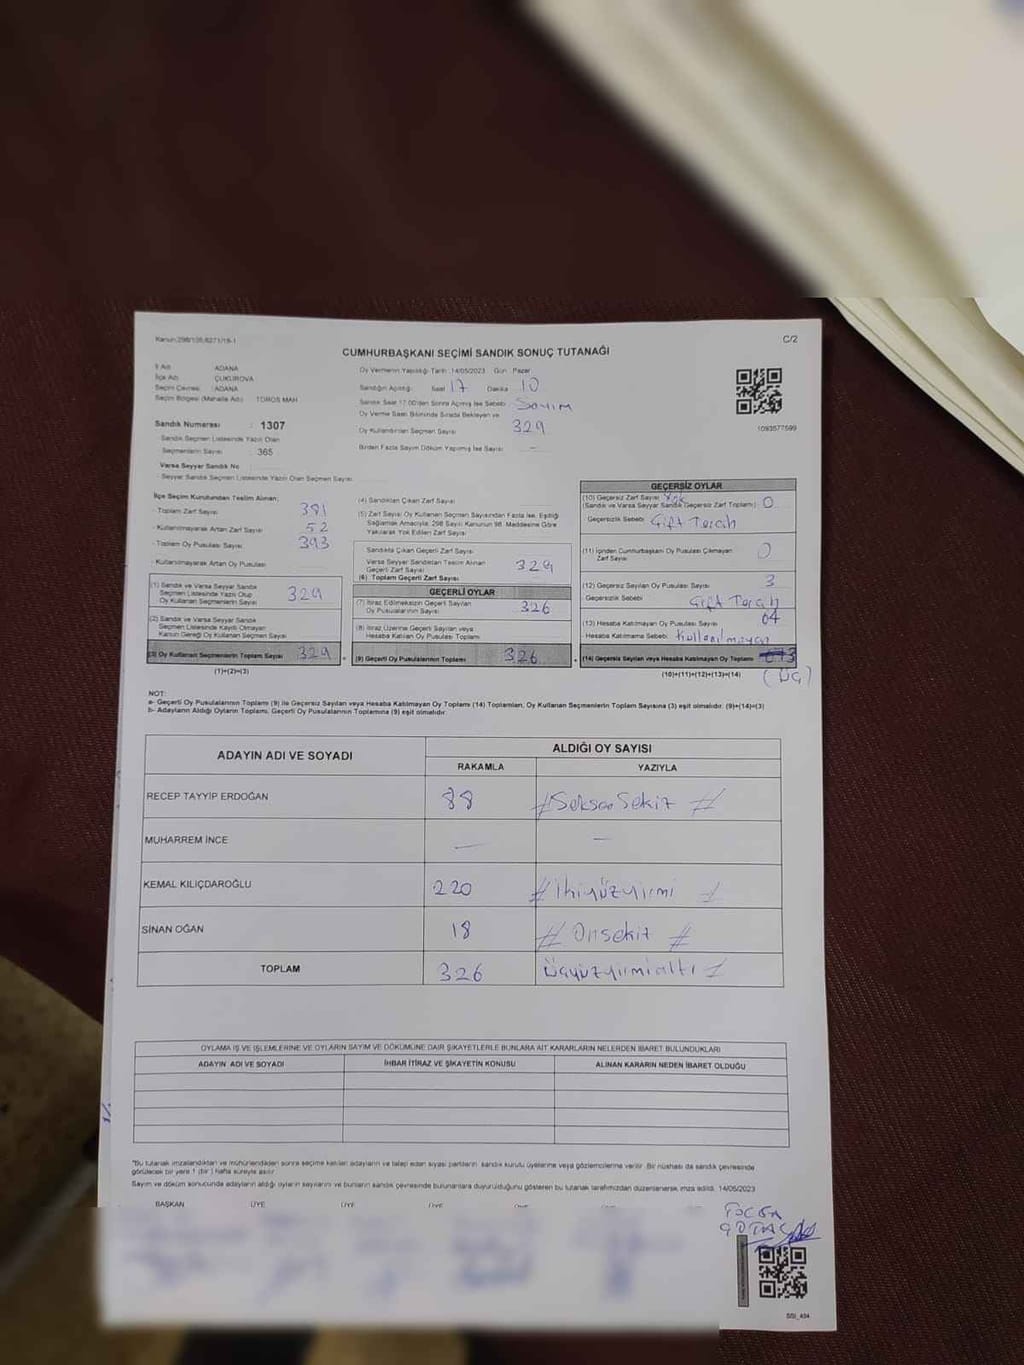 Kanun:298/105,6271/19-1
C/2
CUMHURBAŞKANI SEÇİMİ SANDIK SONUÇ TUTANAĞI
İl Adı : ADANA
İlçe Adı : ÇUKUROVA
Seçim Çevresi : ADANA
Seçim Bölgesi (Mahalle Adı) : TOROS MAH
Sandık Numarası : 1307
Sandık Seçmen Listesinde Yazılı Olan
Seçmenlerin Sayısı : 365
Varsa Seyyar Sandık No
Seyyar Sandık Seçmen Listesinde Yazılı Olan Seçmen Sayısı
Oy Vermenin Yapıldığı Tarih :14/05/2023 Gün : Pazar
Sandığın Açıldığı: Saat 17 Dakika 10
Sandık Saat 17.00'den Sonra Açılmış İse Sebebi Sayım
Oy Verme Saati Bitiminde Sırada Bekleyen ve
Oy Kullandırılan Seçmen Sayısı 329
Birden Fazla Sayım Döküm Yapılmış İse Sayısı —
1093577599
İlçe Seçim Kurulundan Teslim Alınan;
Toplam Zarf Sayısı 381
Kullanılmayarak Artan Zarf Sayısı 52
Toplam Oy Pusulası Sayısı 393
Kullanılmayarak Artan Oy Pusulası
(1) Sandık ve Varsa Seyyar Sandık
Seçmen Listesinde Yazılı Olup
Oy Kullanan Seçmenlerin Sayısı 329
(2) Sandık ve Varsa Seyyar Sandık
Seçmen Listesinde Kayıtlı Olmayan
Kanun Gereği Oy Kullanan Seçmen Sayısı
(3) Oy Kullanan Seçmenlerin Toplam Sayısı 329
(1)+(2)=(3)
(4) Sandıktan Çıkan Zarf Sayısı
(5) Zarf Sayısı Oy Kullanan Seçmen Sayısından Fazla İse, Eşitliği
Sağlamak Amacıyla; 298 Sayılı Kanunun 98. Maddesine Göre
Yakılarak Yok Edilen Zarf Sayısı
Sandıkta Çıkan Geçerli Zarf Sayısı
Varsa Seyyar Sandıktan Teslim Alınan
Geçerli Zarf Sayısı
(6) Toplam Geçerli Zarf Sayısı 329
GEÇERLİ OYLAR
(7) İtiraz Edilmeksizin Geçerli Sayılan
Oy Pusulalarının Sayısı 326
(8) İtiraz Üzerine Geçerli Sayılan veya
Hesaba Katılan Oy Pusulası Toplamı
(9) Geçerli Oy Pusulalarının Toplamı 326
GEÇERSİZ OYLAR
(10) Geçersiz Zarf Sayısı Yok
(Sandık ve Varsa Seyyar Sandık Geçersiz Zarf Toplamı) 0
Geçersizlik Sebebi Çift Tercih
(11) İçinden Cumhurbaşkanı Oy Pusulası Çıkmayan
Zarf Sayısı 0
(12) Geçersiz Sayılan Oy Pusulası Sayısı 3
Geçersizlik Sebebi Çift Tercih
(13) Hesaba Katılmayan Oy Pusulası Sayısı 64
Hesaba Katılmama Sebebi Kullanılmayan
(14) Geçersiz Sayılan veya Hesaba Katılmayan Oy Toplamı 3
(10)+(11)+(12)+(13)=(14) (ÜÇ)
NOT:
a- Geçerli Oy Pusulalarının Toplamı (9) ile Geçersiz Sayılan veya Hesaba Katılmayan Oy Toplamı (14) Toplamları, Oy Kullanan Seçmenlerin Toplam Sayısına (3) eşit olmalıdır. (9)+(14)=(3)
b- Adayların Aldığı Oyların Toplamı, Geçerli Oy Pusulalarının Toplamına (9) eşit olmalıdır.
ADAYIN ADI VE SOYADI
ALDIĞI OY SAYISI
RAKAMLA YAZIYLA
RECEP TAYYİP ERDOĞAN 88 # Seksen Sekiz #
MUHARREM İNCE — —
KEMAL KILIÇDAROĞLU 220 # ikiyüzyirmi #
SİNAN OĞAN 18 # Onsekiz #
TOPLAM 326 Üçyüzyirmialtı #
OYLAMA İŞ VE İŞLEMLERİNE VE OYLARIN SAYIM VE DÖKÜMÜNE DAİR ŞİKAYETLERLE BUNLARA AİT KARARLARIN NELERDEN İBARET BULUNDUKLARI
ADAYIN ADI VE SOYADI İHBAR İTİRAZ VE ŞİKAYETİN KONUSU ALINAN KARARIN NEDEN İBARET OLDUĞU
*Bu tutanak imzalandıktan ve mühürlendikten sonra seçime katılan adayların ve talep eden siyasi partilerin sandık kurulu üyelerine veya gözlemcilerine verilir. Bir nüshası da sandık çevresinde
görülecek bir yere 1 (bir) hafta süreyle asılır.
Sayım ve döküm sonucunda adayların aldığı oyların sayılarını ve bunların sandık çevresinde bulunanlara duyurulduğunu gösteren bu tutanak tarafımızdan düzenlenerek imza edildi. 14/05/2023
BAŞKAN ÜYE ÜYE ÜYE